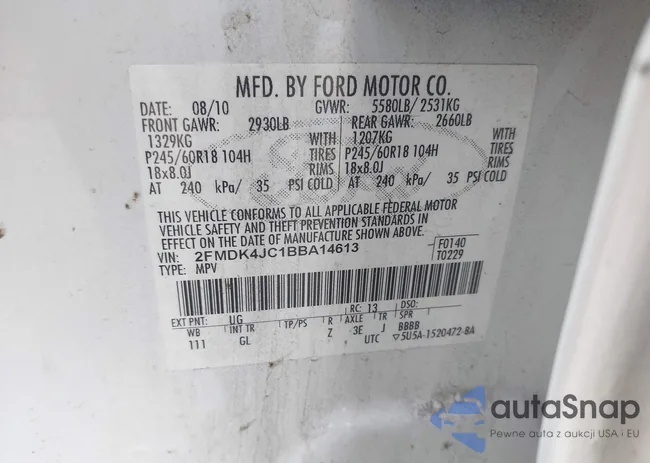 MFD. BY FORD MOTOR CO.
DATE: 08/10 GVWR: 5580LB/2531KG
FRONT GAWR: 2930LB REAR GAWR: 2660LB
1329KG WITH 1207KG WITH
P245/60R18 104H TIRES P245/60R18 104H TIRES
18x8.0J RIMS 18x8.0J RIMS
AT 240 kPa/ 35 PSI COLD AT 240 kPa/ 35 PSI COLD
THIS VEHICLE CONFORMS TO ALL APPLICABLE FEDERAL MOTOR
VEHICLE SAFETY AND THEFT PREVENTION STANDARDS IN
EFFECT ON THE DATE OF MANUFACTURE SHOWN ABOVE.
VIN: 2FMDK4JC1BBA14613 F0140
TYPE: MPV T0229
EXT PNT: UG RC: 13 DSO:
WB INT TR TP/PS R AXLE TR SPR
111 GL Z 3E J BBBB
UTC ▽5U5A-1520472-BA
autoSnap
Pewne auta z aukcji USA i EU